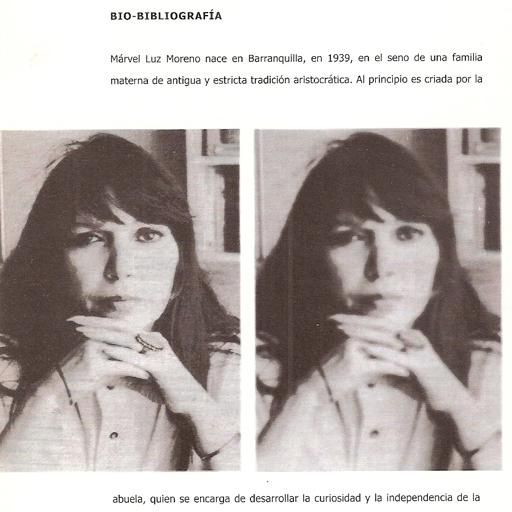 BIO-BIBLIOGRAFÍA
Márvel Luz Moreno nace en Barranquilla, en 1939, en el seno de una familia
materna de antigua y estricta tradición aristocrática. Al principio es criada por la
abuela, quien se encarga de desarrollar la curiosidad y la independencia de la